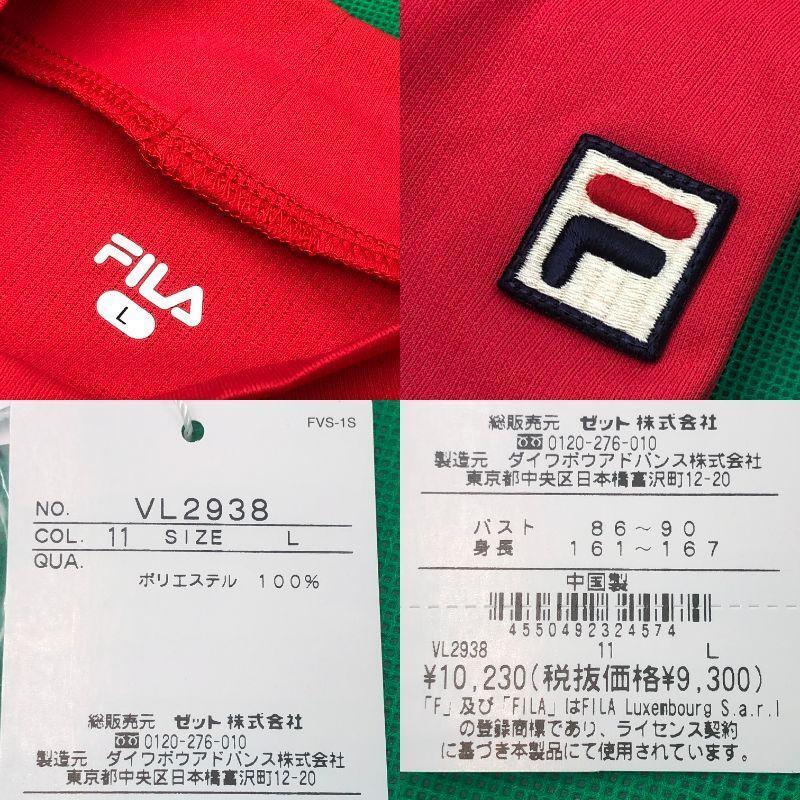 FILA
L
F
FVS-1S
NO. VL2938
COL. 11 SIZE L
QUA.
ポリエステル 100%
総販売元 ゼット株式会社
0120-276-010
製造元 ダイワボウアドバンス株式会社
東京都中央区日本橋富沢町12-20
総販売元 ゼット株式会社
0120-276-010
製造元 ダイワボウアドバンス株式会社
東京都中央区日本橋富沢町12-20
バスト 86～90
身長 161～167
中国製
4550492324574
VL2938 11 L
¥10,230(税抜価格¥9,300)
「F」及び「FILA」はFILA Luxembourg S.a.r.l
の登録商標であり、ライセンス契約
に基づき本製品にて使用されています。